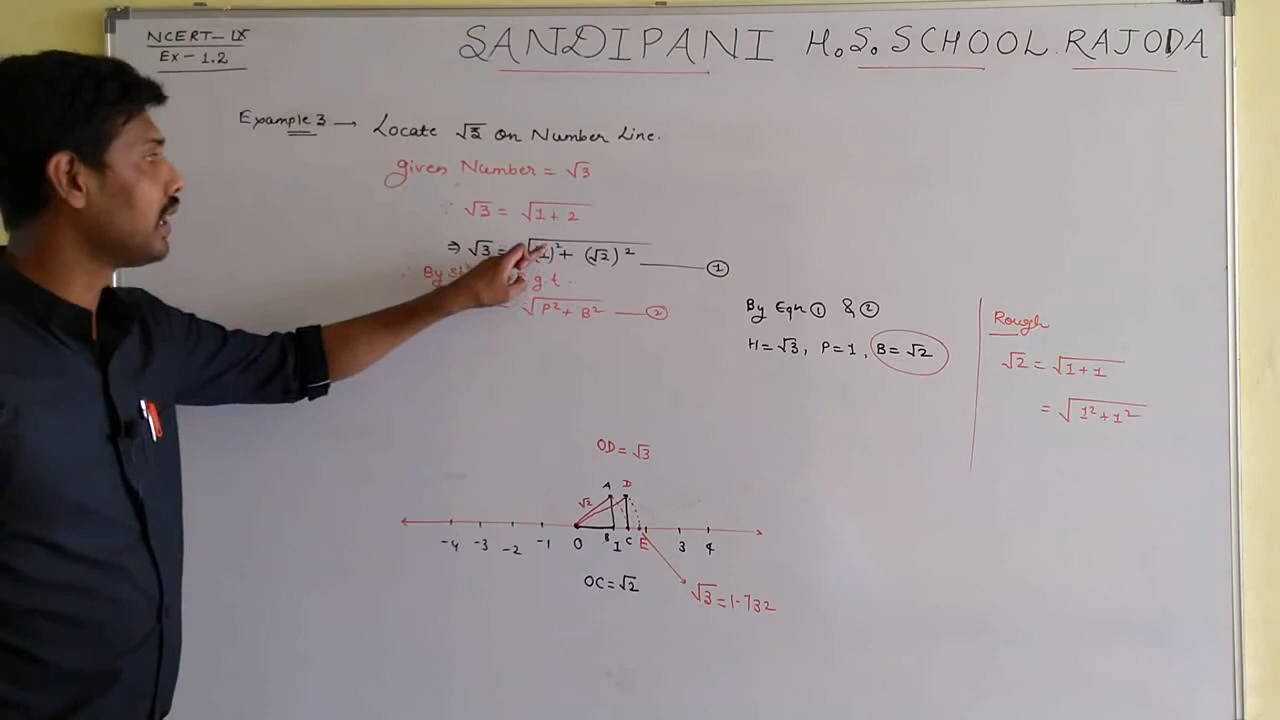 NCERT-IX
Ex-1.2
SANDIPANI H.S. SCHOOL RAJODA
Example 3 → Locate √3 on Number Line.
given Number = √3
∵ √3 = √1+2
⇒ √3 = √(1)²+ (√2)² ——— ①
∴ By g.t.
√P²+B² — ②
By Eqn ① & ②
H=√3, P=1, B=√2
Rough
√2 = √1+1
= √1²+1²
OD=√3
A D
√2
-4 -3 -2 -1 0 B 1 C E 3 4
OC=√2
√3=1.732